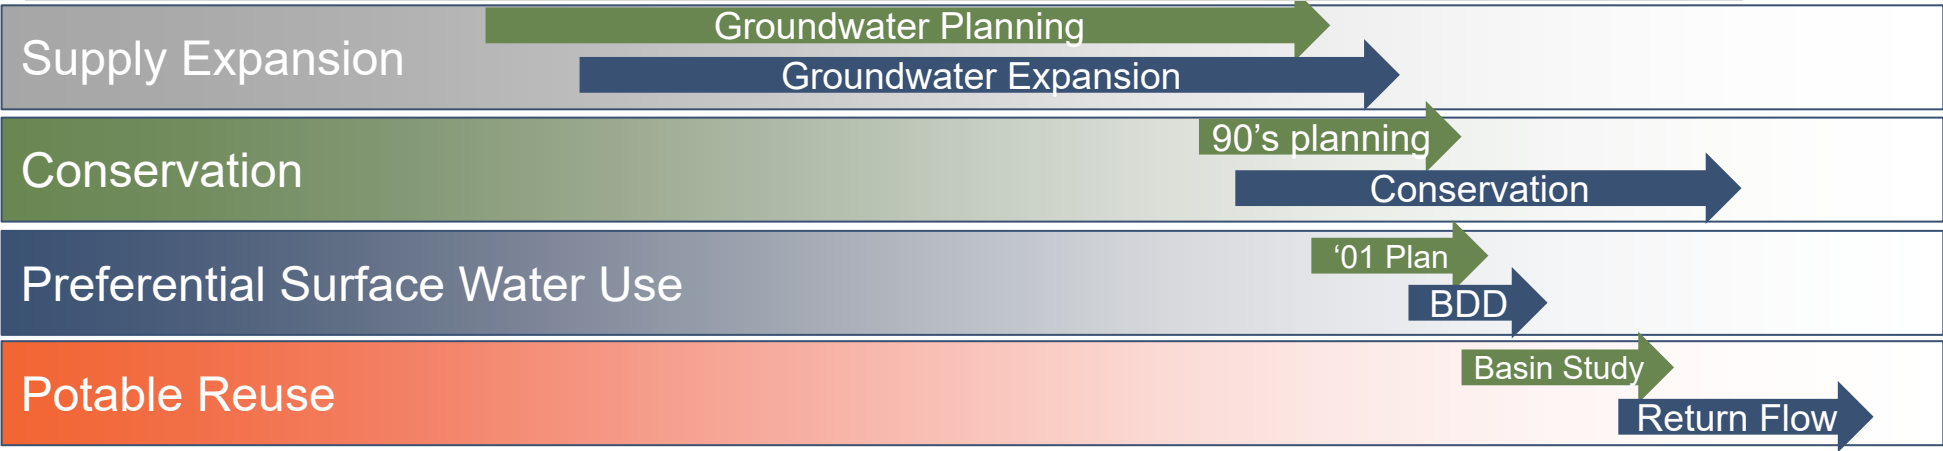 Supply Expansion
Groundwater Planning
Groundwater Expansion
Conservation
90’s planning
Conservation
Preferential Surface Water Use
‘01 Plan
BDD
Potable Reuse
Basin Study
Return Flow